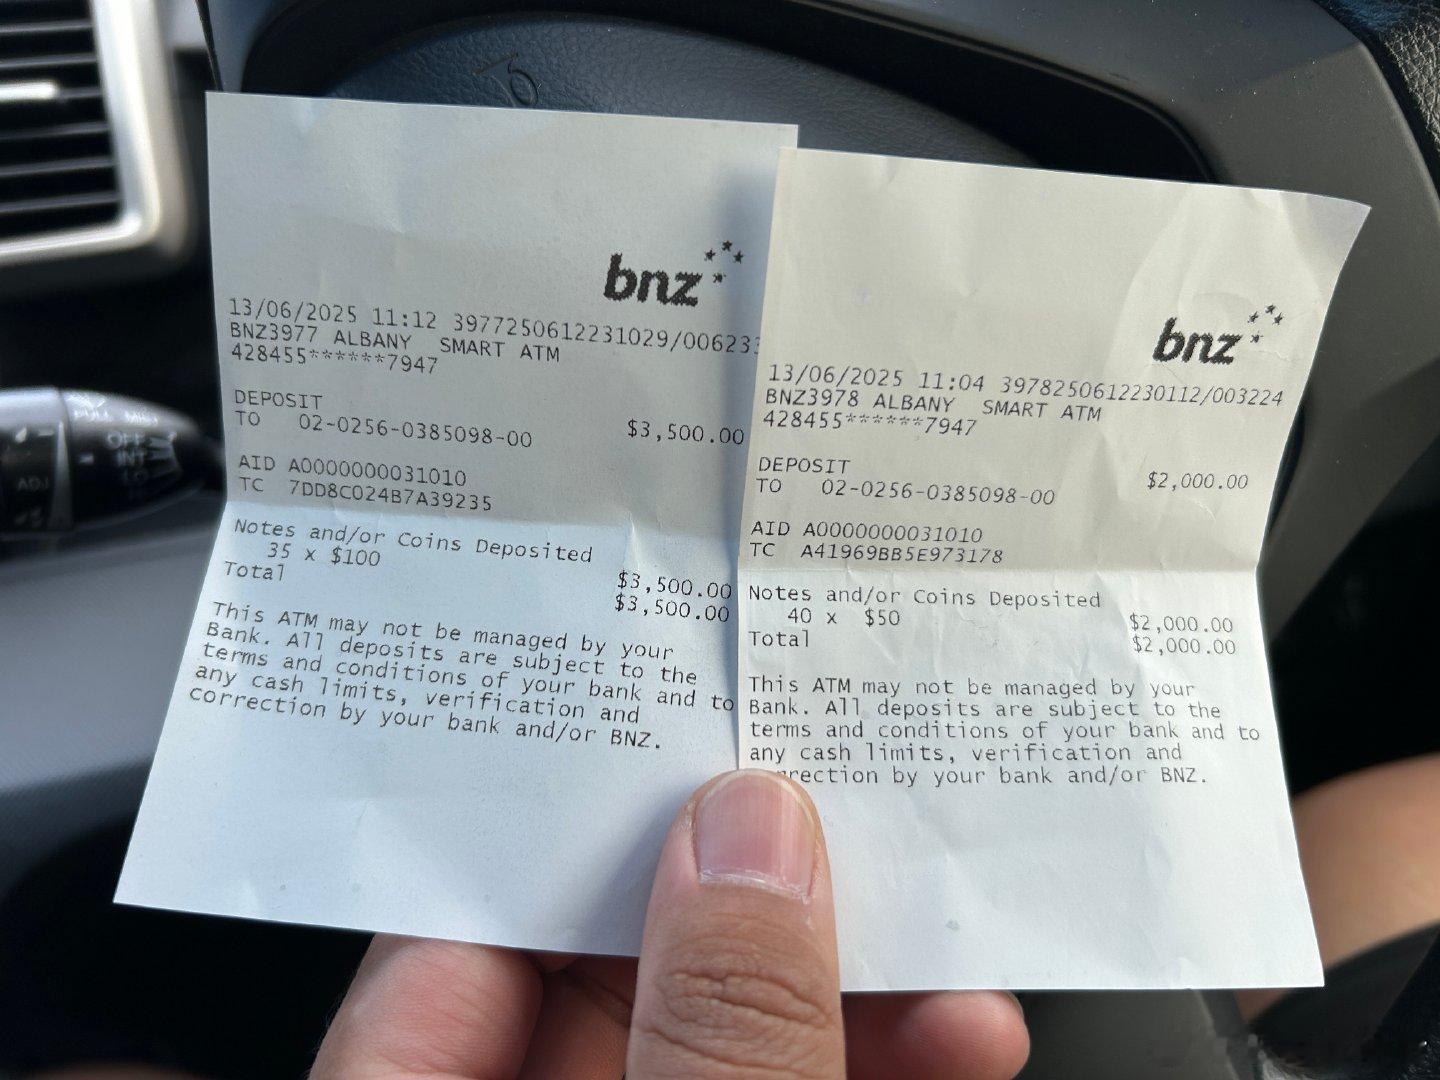 bnz
13/06/2025 11:12 3977250612231029/00623
BNZ3977 ALBANY SMART ATM
428455******7947
DEPOSIT
TO 02-0256-0385098-00 $3,500.00
AID A0000000031010
TC 7DD8C024B7A39235
Notes and/or Coins Deposited
35 x $100 $3,500.00
Total $3,500.00
This ATM may not be managed by your
Bank. All deposits are subject to the
terms and conditions of your bank and to
any cash limits, verification and
correction by your bank and/or BNZ.
bnz
13/06/2025 11:04 3978250612230112/003224
BNZ3978 ALBANY SMART ATM
428455******7947
DEPOSIT $2,000.00
TO 02-0256-0385098-00
AID A0000000031010
TC A41969BB5E973178
Notes and/or Coins Deposited
40 x $50 $2,000.00
Total $2,000.00
This ATM may not be managed by your
Bank. All deposits are subject to the
terms and conditions of your bank and to
any cash limits, verification and
rrection by your bank and/or BNZ.
OFF
INT
LO
ADJ